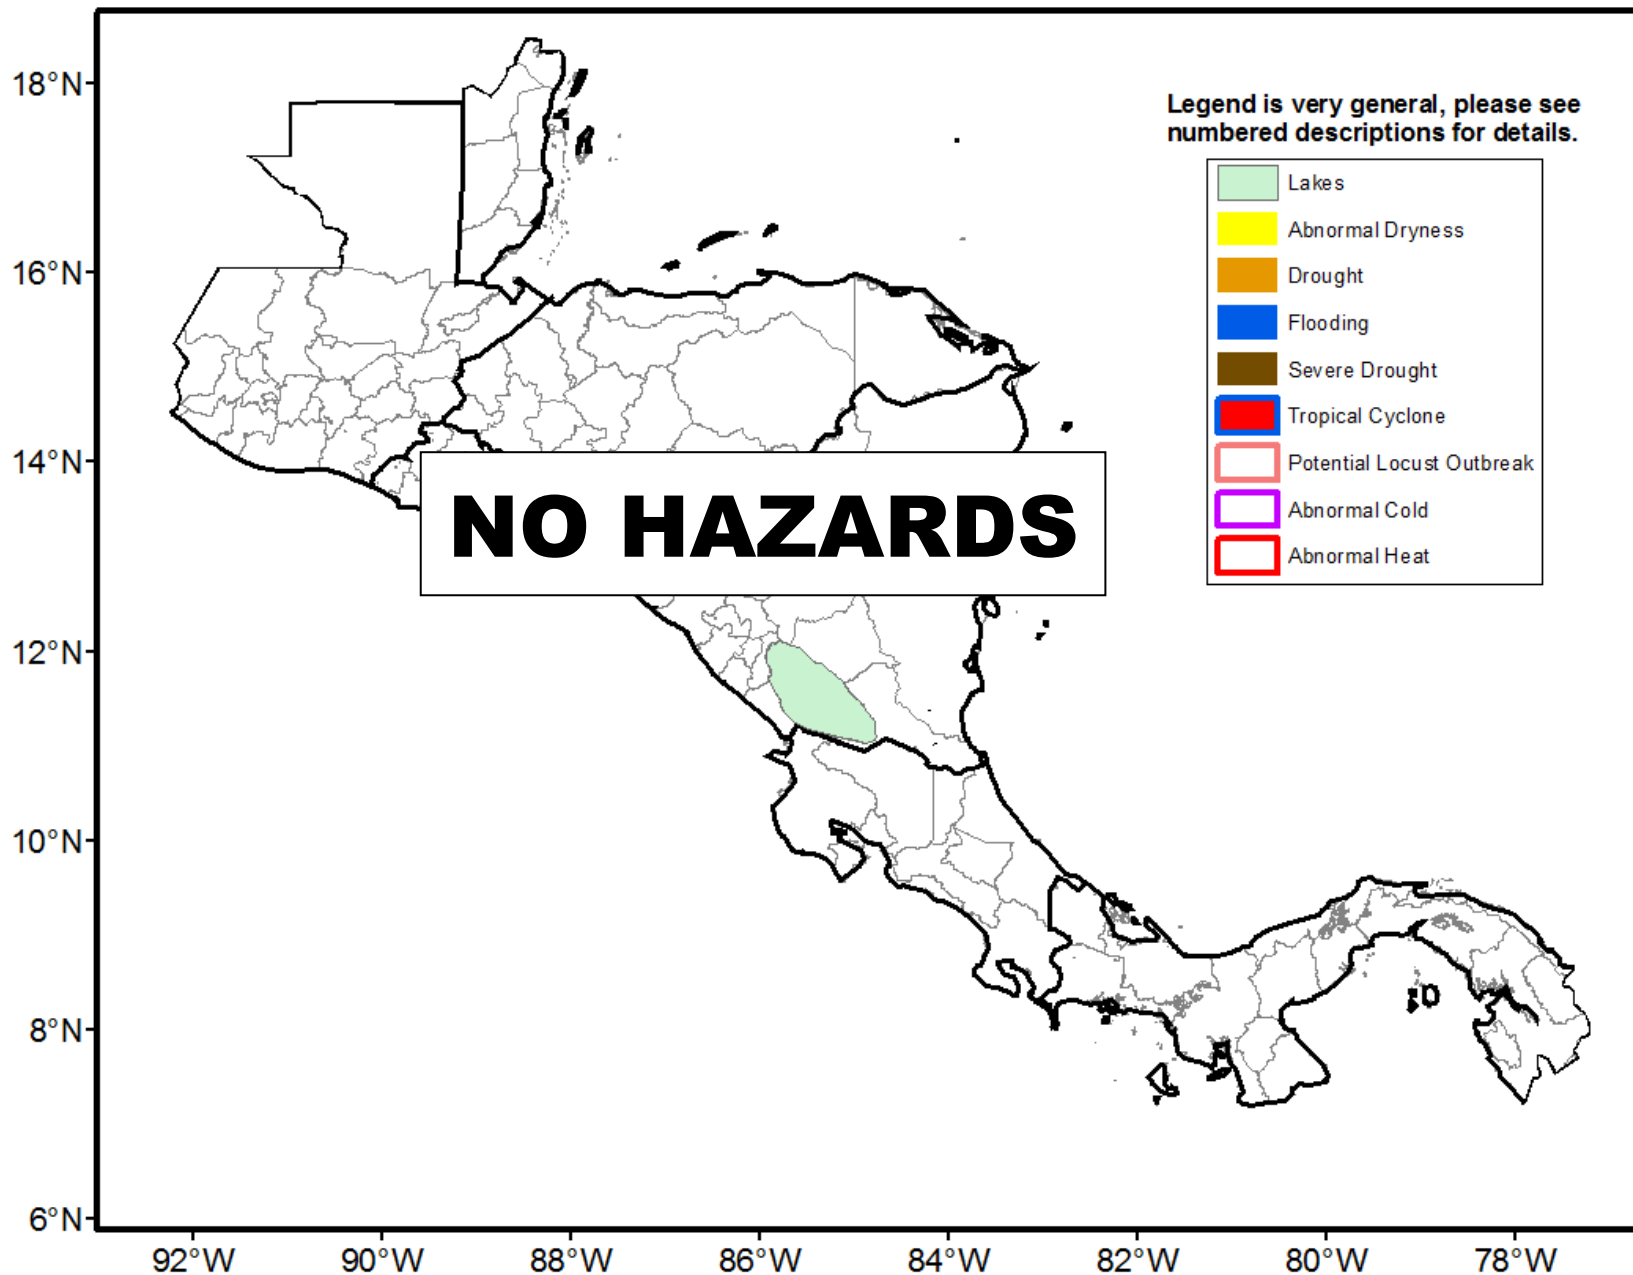 Legend is very general, please see
numbered descriptions for details.
Lakes
Abnormal Dryness
Drought
Flooding
Severe Drought
Tropical Cyclone
Potential Locust Outbreak
Abnormal Cold
Abnormal Heat
NO HAZARDS
18°N
16°N
14°N
12°N
10°N
8°N
6°N
92°W 90°W 88°W 86°W 84°W 82°W 80°W 78°W